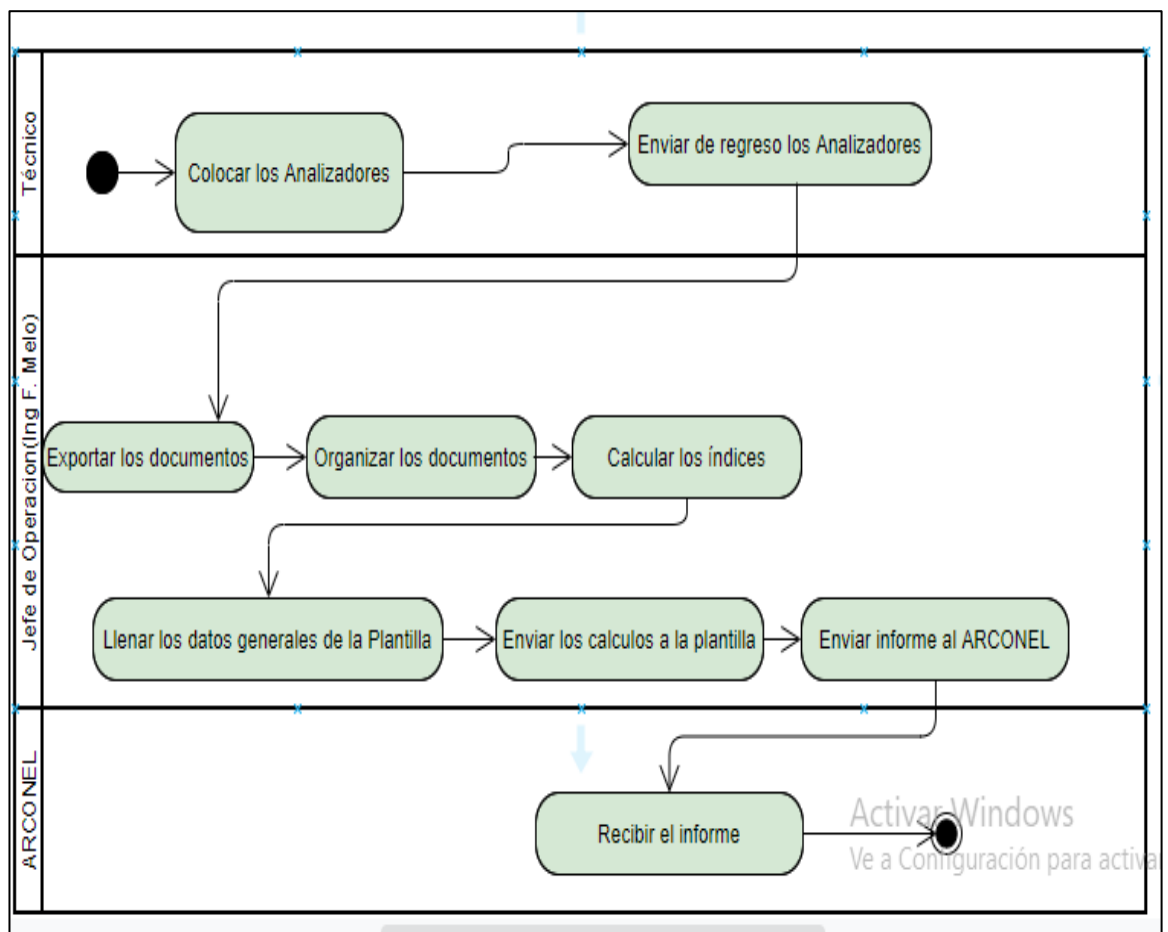 Técnico
Colocar los Analizadores
Enviar de regreso los Analizadores
Jefe de Operacion(Ing F. Melo)
Exportar los documentos
Organizar los documentos
Calcular los índices
Llenar los datos generales de la Plantilla
Enviar los calculos a la plantilla
Enviar informe al ARCONEL
ARCONEL
Recibir el informe
Activar Windows
Ve a Configuración para activa